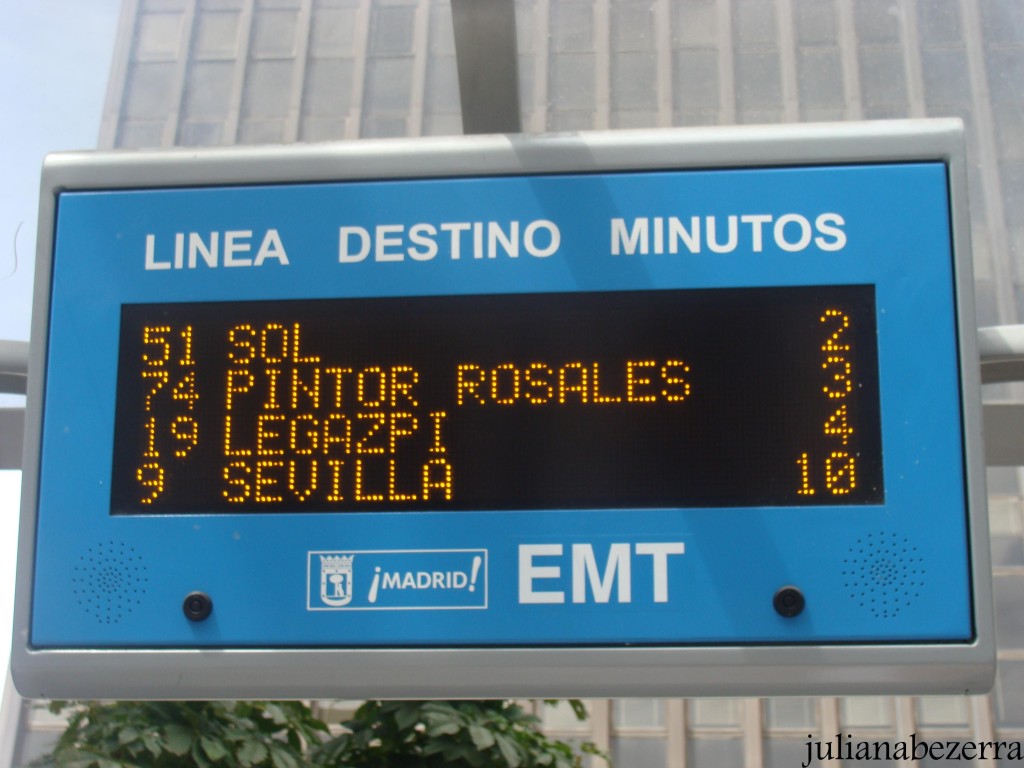 LINEA DESTINO MINUTOS
51 SOL 2
74 PINTOR ROSALES 3
19 LEGAZPI 4
9 SEVILLA 10
¡MADRID! EMT
julianabezerra